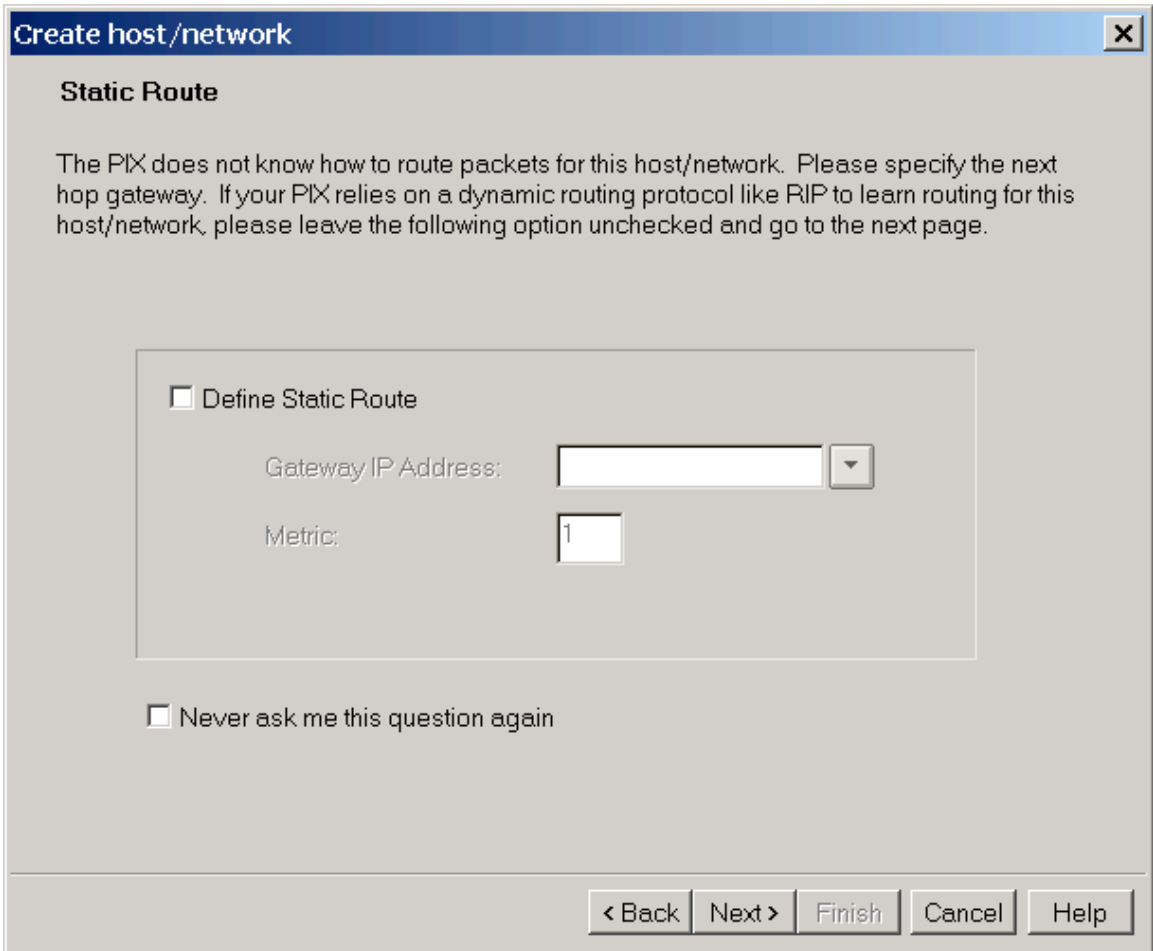 Create host/network
Static Route
The PIX does not know how to route packets for this host/network.  Please specify the next
hop gateway.  If your PIX relies on a dynamic routing protocol like RIP to learn routing for this
host/network, please leave the following option unchecked and go to the next page.
Define Static Route
Gateway IP Address:
Metric: 1
Never ask me this question again
< Back Next > Finish Cancel Help